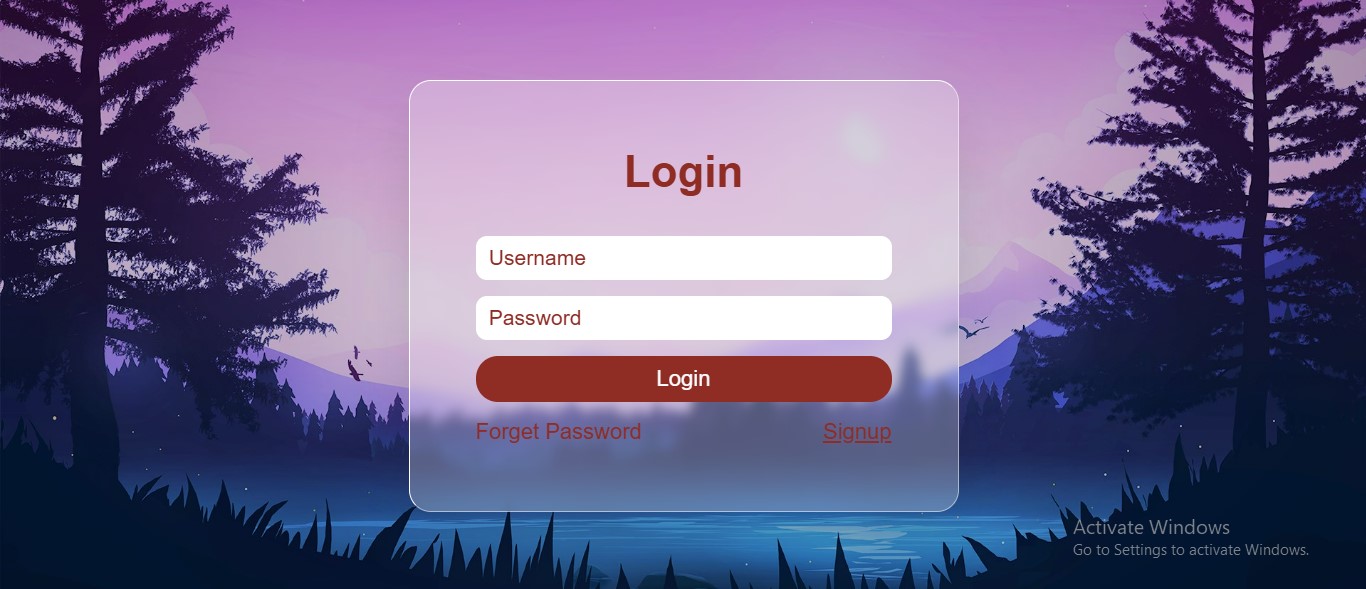 Login
Username
Password
Login
Forget Password Signup
Activate Windows
Go to Settings to activate Windows.